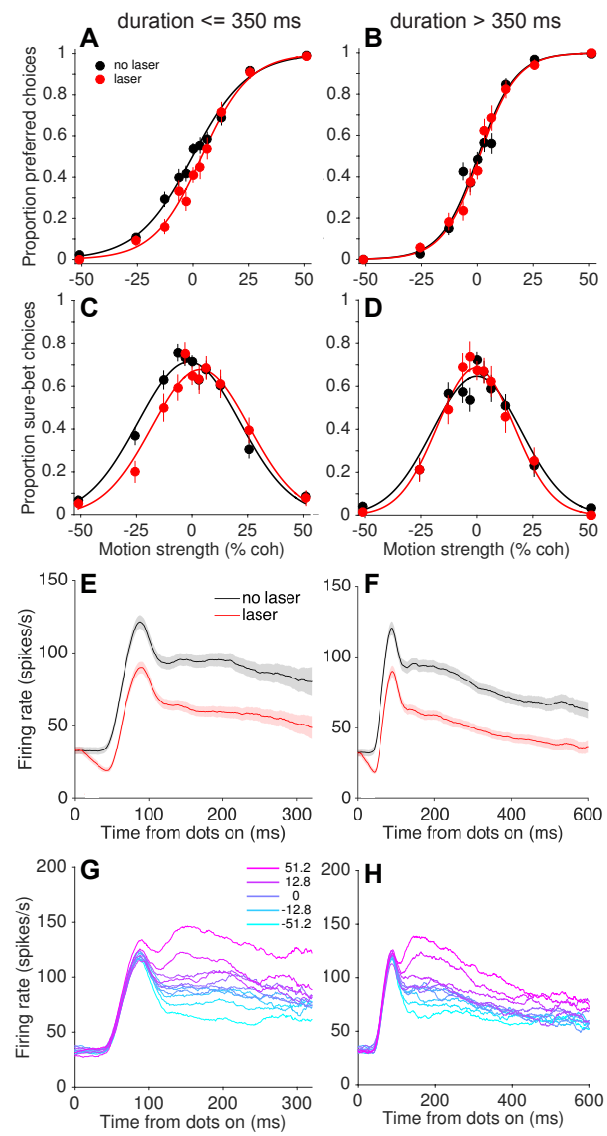 duration <= 350 ms
duration > 350 ms
A
B
no laser
laser
Proportion preferred choices
1
0.8
0.6
0.4
0.2
0
-50 -25 0 25 50
1
0.8
0.6
0.4
0.2
0
-50 -25 0 25 50
C
D
Proportion sure-bet choices
1
0.8
0.6
0.4
0.2
0
-50 -25 0 25 50
Motion strength (% coh)
1
0.8
0.6
0.4
0.2
0
-50 -25 0 25 50
Motion strength (% coh)
E
F
no laser
laser
Firing rate (spikes/s)
150
100
50
0
0 100 200 300
Time from dots on (ms)
150
100
50
0
0 200 400 600
Time from dots on (ms)
G
H
51.2
12.8
0
-12.8
-51.2
Firing rate (spikes/s)
200
150
100
50
0
0 100 200 300
Time from dots on (ms)
200
150
100
50
0
0 200 400 600
Time from dots on (ms)